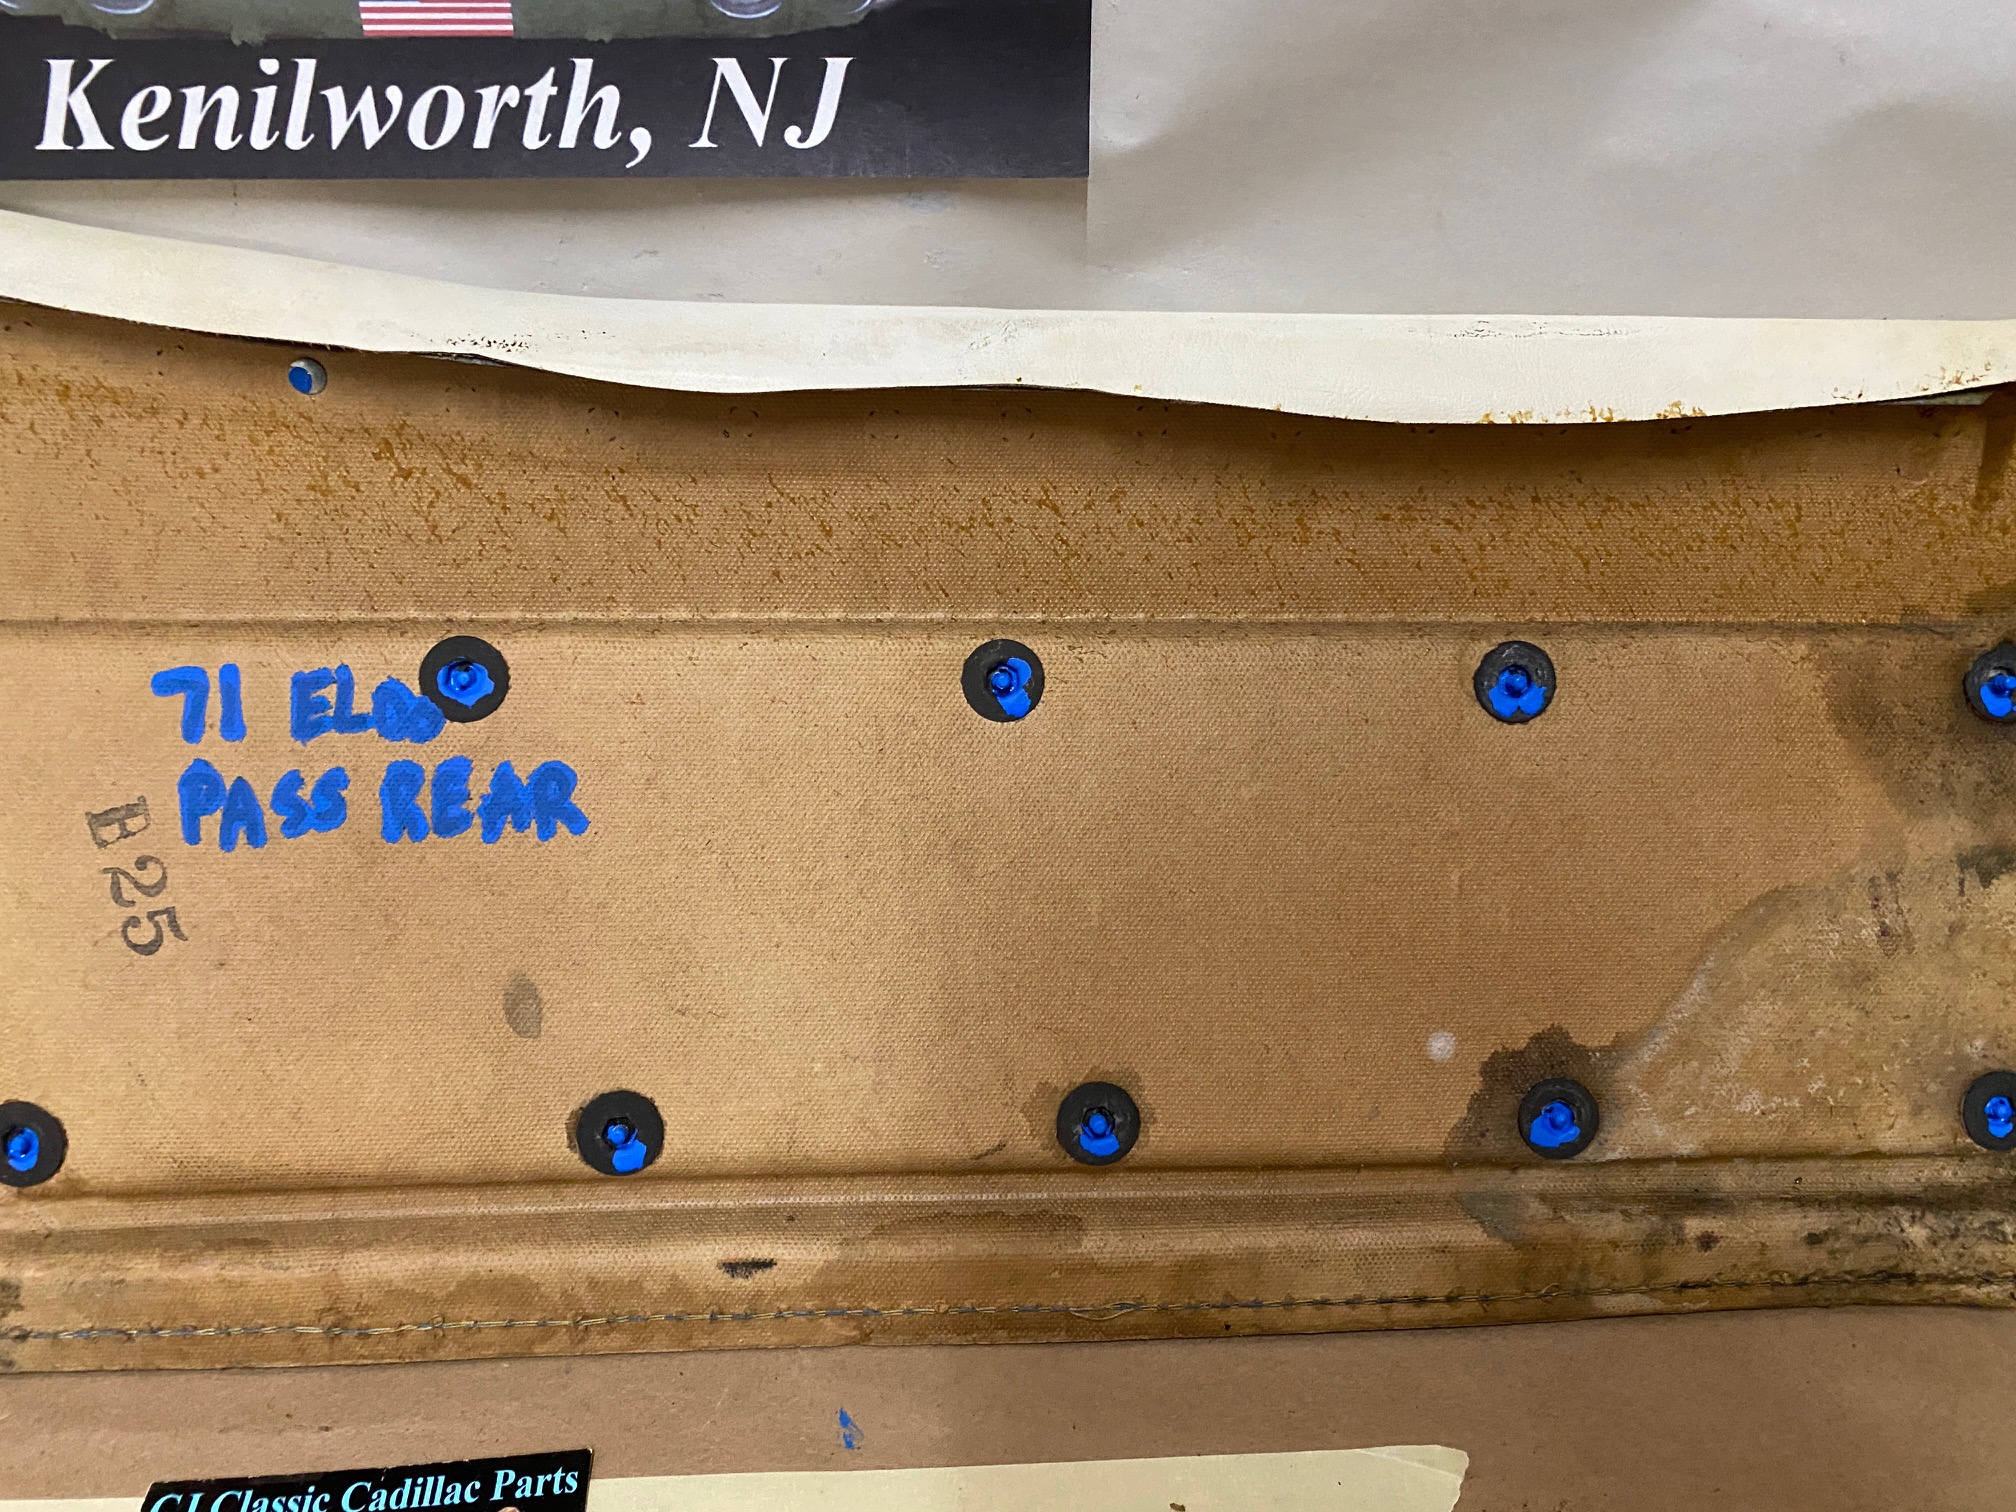 Kenilworth, NJ
71 ELDO
PASS REAR
B25
CJ Classic Cadillac Parts